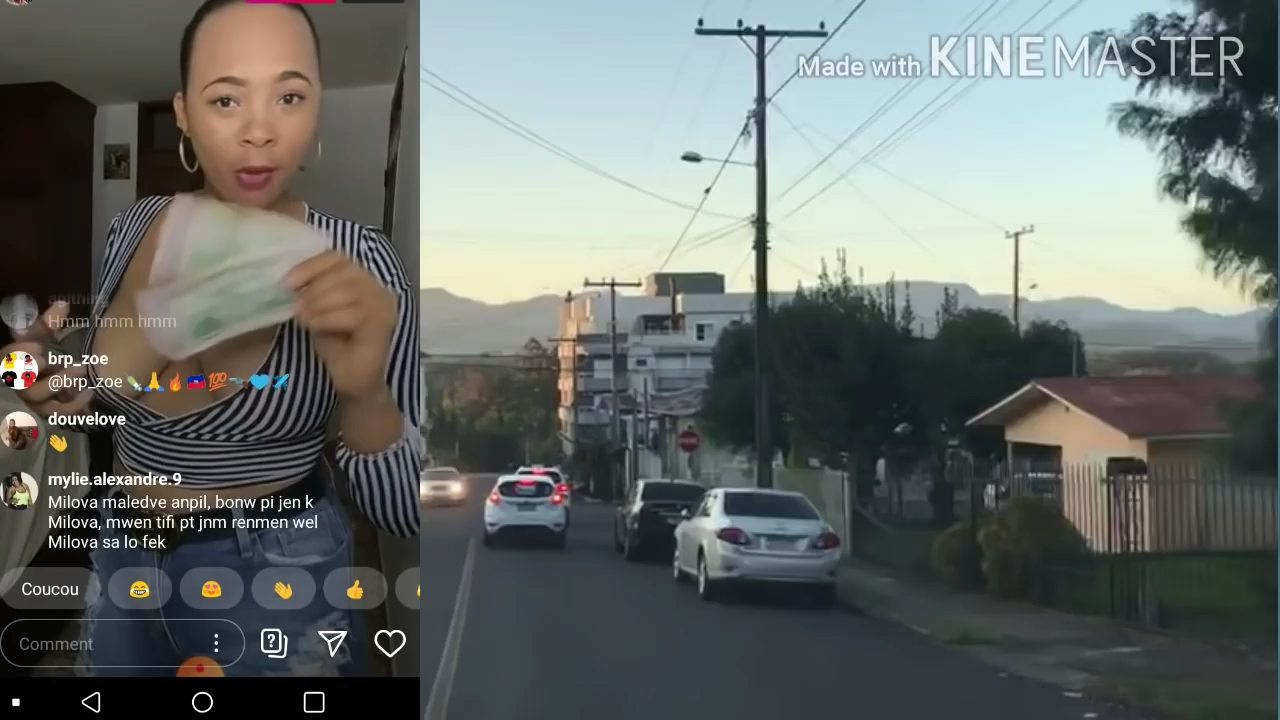 Hmm hmm hmm
brp_zoe
@brp_zoe 🍾🙏🔥🇭🇹💯🔫💙
douvelove
👋
mylie.alexandre.9
Milova maledve anpil, bonw pi jen k
Milova, mwen tifi pt jnm renmen wel
Milova sa lo fek
Coucou 😂 😍 👋 👍
Comment
Made with KINEMASTER